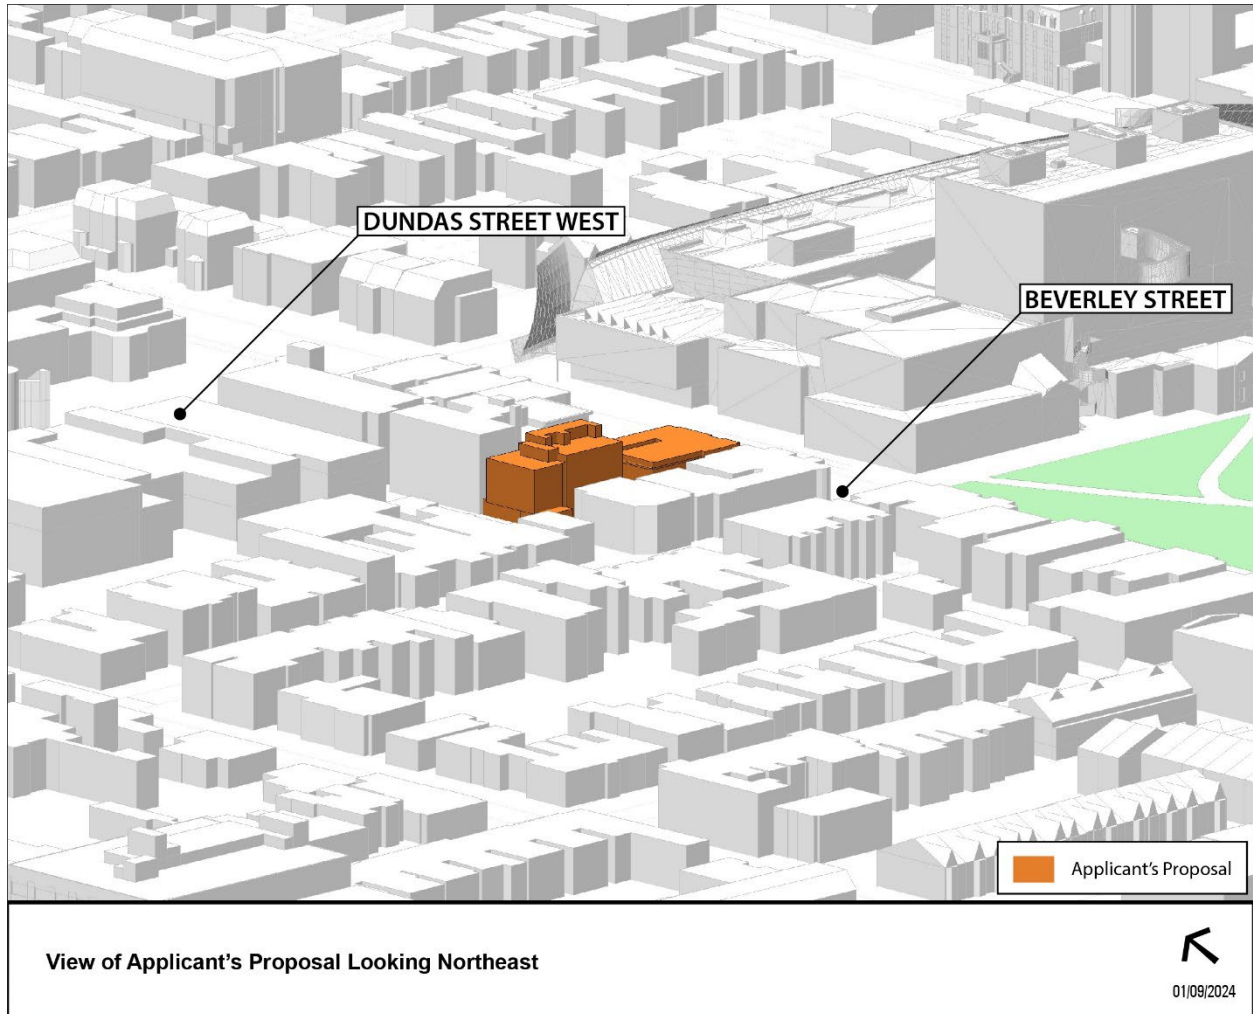 DUNDAS STREET WEST
BEVERLEY STREET
Applicant's Proposal
View of Applicant's Proposal Looking Northeast
01/09/2024